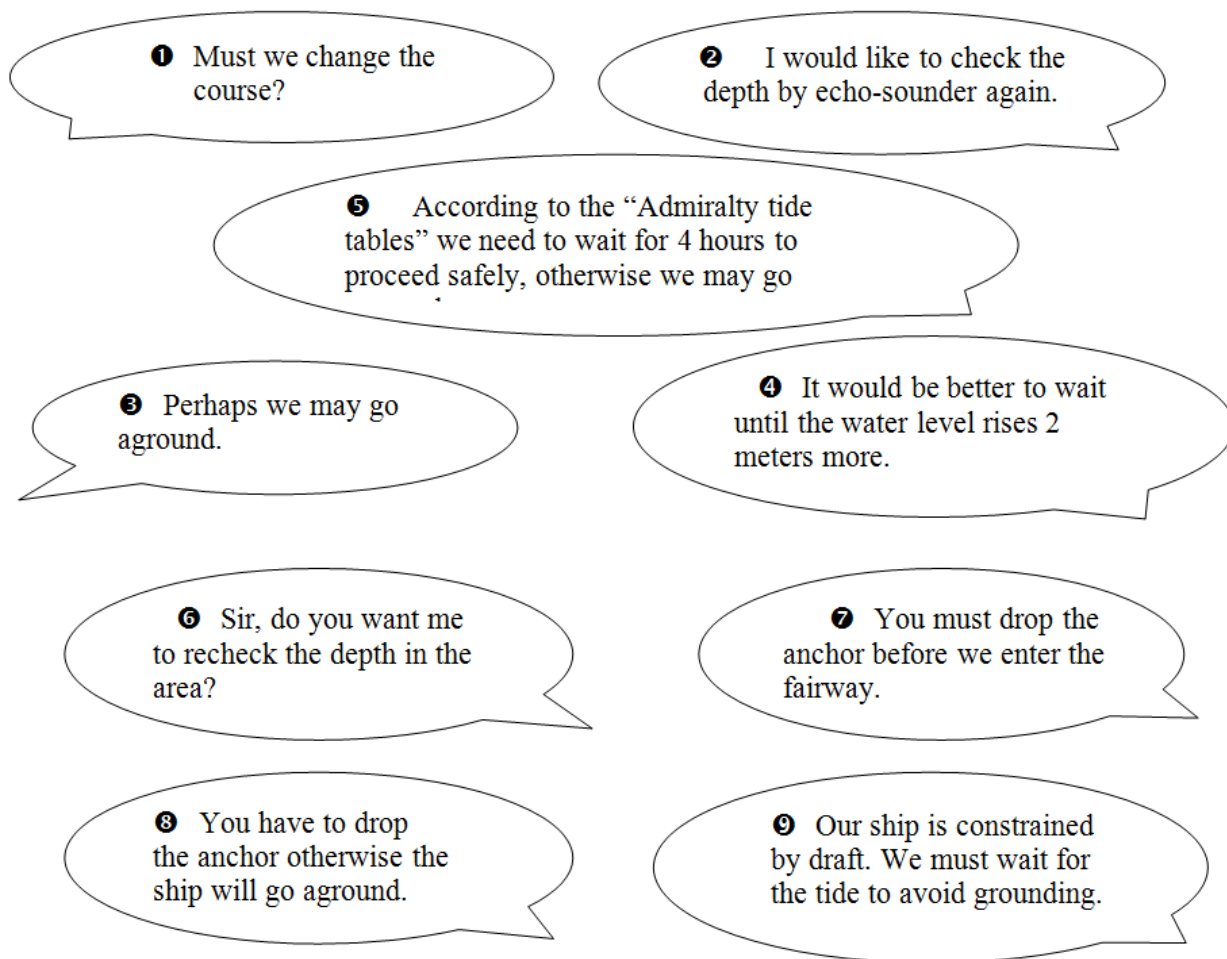 ❶ Must we change the
course?
❷ I would like to check the
depth by echo-sounder again.
❺ According to the “Admiralty tide
tables” we need to wait for 4 hours to
proceed safely, otherwise we may go
❸ Perhaps we may go
aground.
❹ It would be better to wait
until the water level rises 2
meters more.
❻ Sir, do you want me
to recheck the depth in the
area?
❼ You must drop the
anchor before we enter the
fairway.
❽ You have to drop
the anchor otherwise the
ship will go aground.
❾ Our ship is constrained
by draft. We must wait for
the tide to avoid grounding.